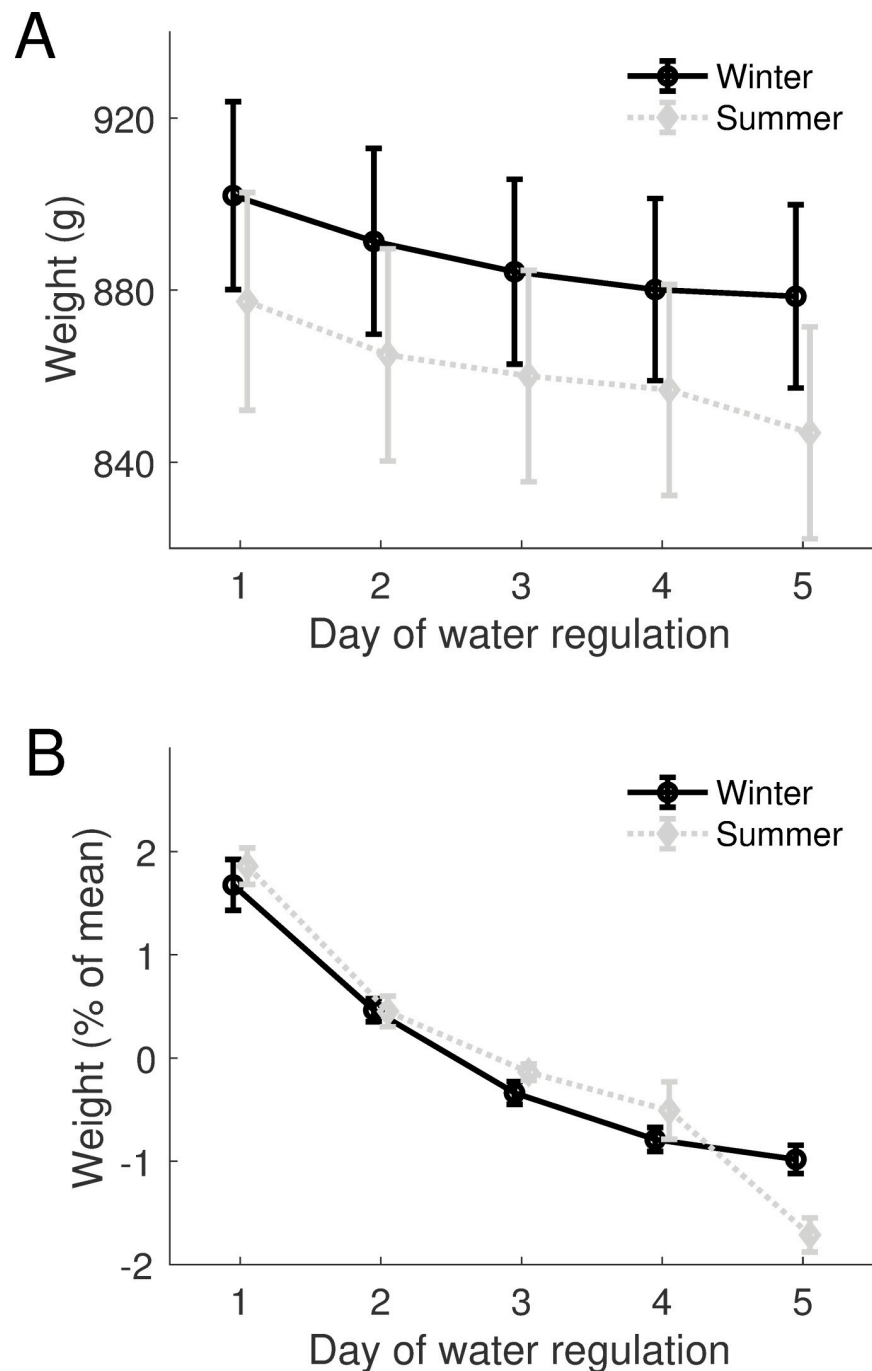 A
Winter
Summer
920
880
840
Weight (g)
1 2 3 4 5
Day of water regulation
B
Winter
Summer
2
1
0
-1
-2
Weight (% of mean)
1 2 3 4 5
Day of water regulation